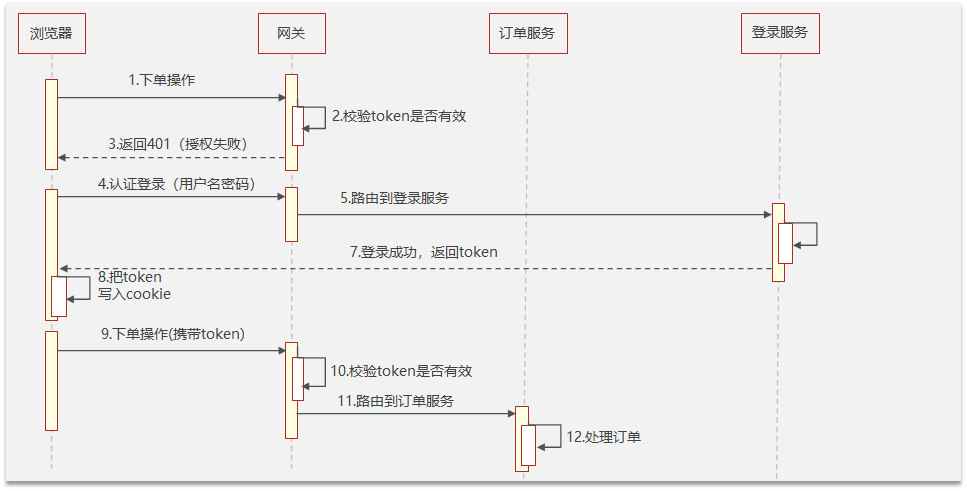 浏览器
网关
订单服务
登录服务
1.下单操作
2.校验token是否有效
3.返回401（授权失败）
4.认证登录（用户名密码）
5.路由到登录服务
7.登录成功，返回token
8.把token
写入cookie
9.下单操作(携带token)
10.校验token是否有效
11.路由到订单服务
12.处理订单